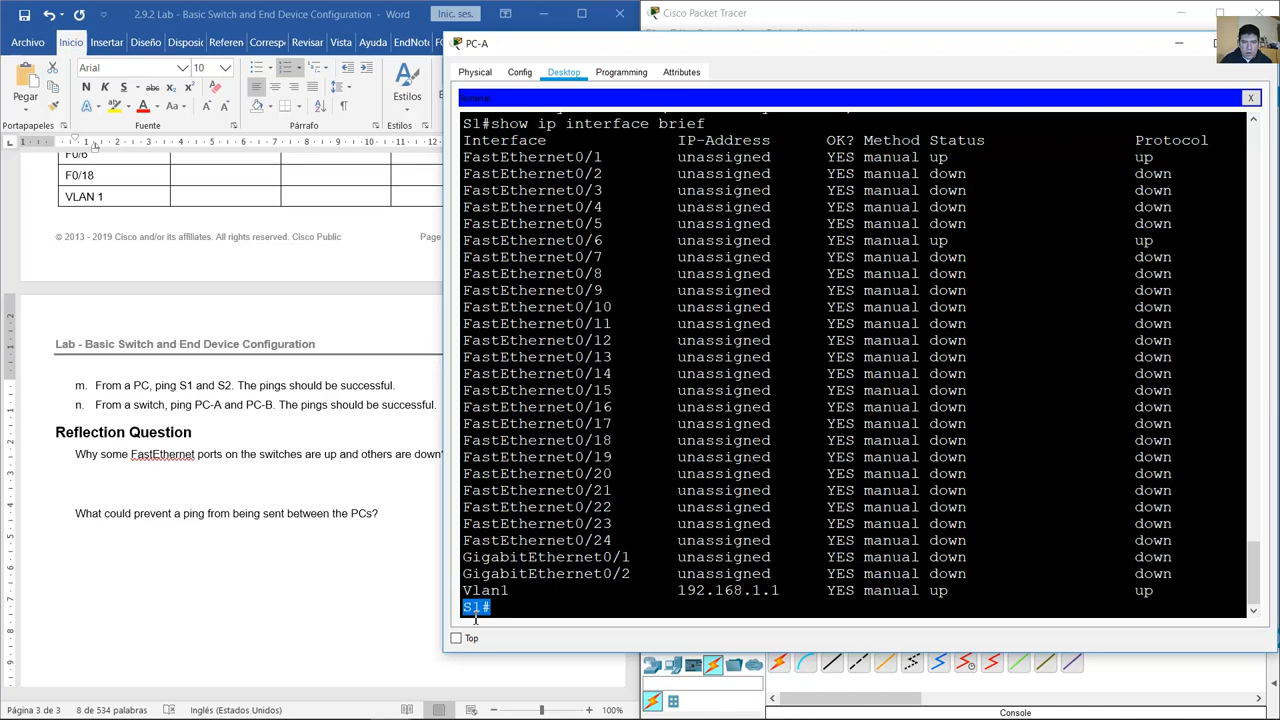 2.9.2 Lab - Basic Switch and End Device Configuration
Inic. ses.
Cisco Packet Tracer
Archivo Inicio Insertar Diseño Disposic Referen Corresp Revisar Vista Ayuda EndNote
Arial 10
Pegar
Portapapeles Fuente Párrafo Estilos
F0/6
F0/18
VLAN 1
© 2013 - 2019 Cisco and/or its affiliates. All rights reserved. Cisco Public Page
Lab - Basic Switch and End Device Configuration
m. From a PC, ping S1 and S2. The pings should be successful.
n. From a switch, ping PC-A and PC-B. The pings should be successful.
Reflection Question
Why some FastEthernet ports on the switches are up and others are down?
What could prevent a ping from being sent between the PCs?
Página 3 de 3 8 de 534 palabras Inglés (Estados Unidos) 100%
PC-A
Physical Config Desktop Programming Attributes
Terminal X
S1#show ip interface brief
Interface IP-Address OK? Method Status Protocol
FastEthernet0/1 unassigned YES manual up up
FastEthernet0/2 unassigned YES manual down down
FastEthernet0/3 unassigned YES manual down down
FastEthernet0/4 unassigned YES manual down down
FastEthernet0/5 unassigned YES manual down down
FastEthernet0/6 unassigned YES manual up up
FastEthernet0/7 unassigned YES manual down down
FastEthernet0/8 unassigned YES manual down down
FastEthernet0/9 unassigned YES manual down down
FastEthernet0/10 unassigned YES manual down down
FastEthernet0/11 unassigned YES manual down down
FastEthernet0/12 unassigned YES manual down down
FastEthernet0/13 unassigned YES manual down down
FastEthernet0/14 unassigned YES manual down down
FastEthernet0/15 unassigned YES manual down down
FastEthernet0/16 unassigned YES manual down down
FastEthernet0/17 unassigned YES manual down down
FastEthernet0/18 unassigned YES manual down down
FastEthernet0/19 unassigned YES manual down down
FastEthernet0/20 unassigned YES manual down down
FastEthernet0/21 unassigned YES manual down down
FastEthernet0/22 unassigned YES manual down down
FastEthernet0/23 unassigned YES manual down down
FastEthernet0/24 unassigned YES manual down down
GigabitEthernet0/1 unassigned YES manual down down
GigabitEthernet0/2 unassigned YES manual down down
Vlan1 192.168.1.1 YES manual up up
S1#
Top
Console